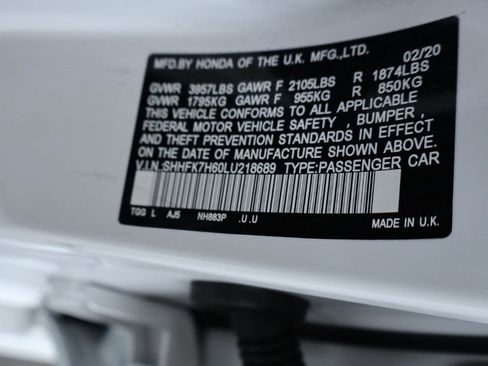 MFD.BY HONDA OF THE U.K. MFG.,LTD. 02/20
GVWR 3957LBS GAWR F 2105LBS R 1874LBS
GVWR 1795KG GAWR F 955KG R 850KG
THIS VEHICLE CONFORMS TO ALL APPLICABLE
FEDERAL MOTOR VEHICLE SAFETY , BUMPER ,
AND THEFT PREVENTION STANDARDS IN EFFECT
ON THE DATE OF MANUFACTURE SHOWN ABOVE.
V.I.N.:SHHFK7H60LU218689 TYPE:PASSENGER CAR
TGG L AJ5 NH883P .U.U
MADE IN U.K.